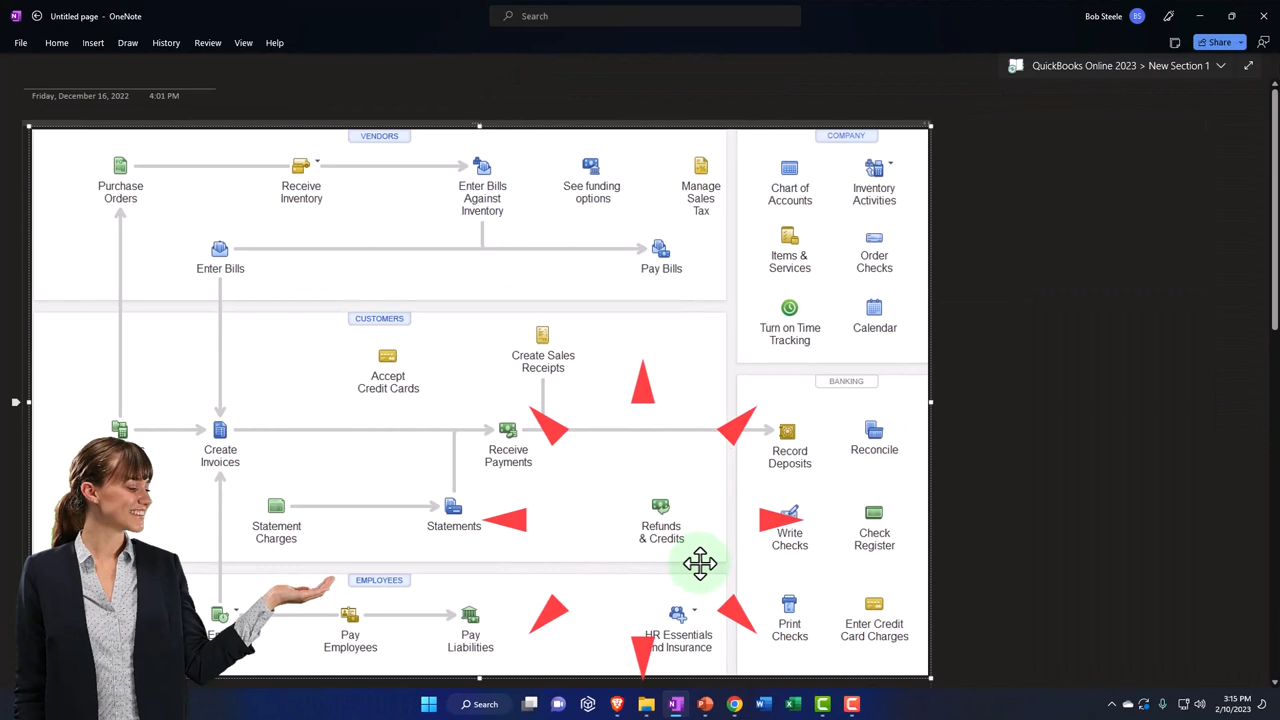 Untitled page - OneNote
Search
Bob Steele
BS
File Home Insert Draw History Review View Help
Share
QuickBooks Online 2023 > New Section 1
Friday, December 16, 2022 4:01 PM
VENDORS
Purchase
Orders
Receive
Inventory
Enter Bills
Against
Inventory
See funding
options
Manage
Sales
Tax
Enter Bills
Pay Bills
COMPANY
Chart of
Accounts
Inventory
Activities
Items &
Services
Order
Checks
Turn on Time
Tracking
Calendar
CUSTOMERS
Accept
Credit Cards
Create Sales
Receipts
Create
Invoices
Receive
Payments
Statement
Charges
Statements
Refunds
& Credits
BANKING
Record
Deposits
Reconcile
Write
Checks
Check
Register
Print
Checks
Enter Credit
Card Charges
EMPLOYEES
Pay
Employees
Pay
Liabilities
HR Essentials
and Insurance
Search
3:15 PM
2/10/2023